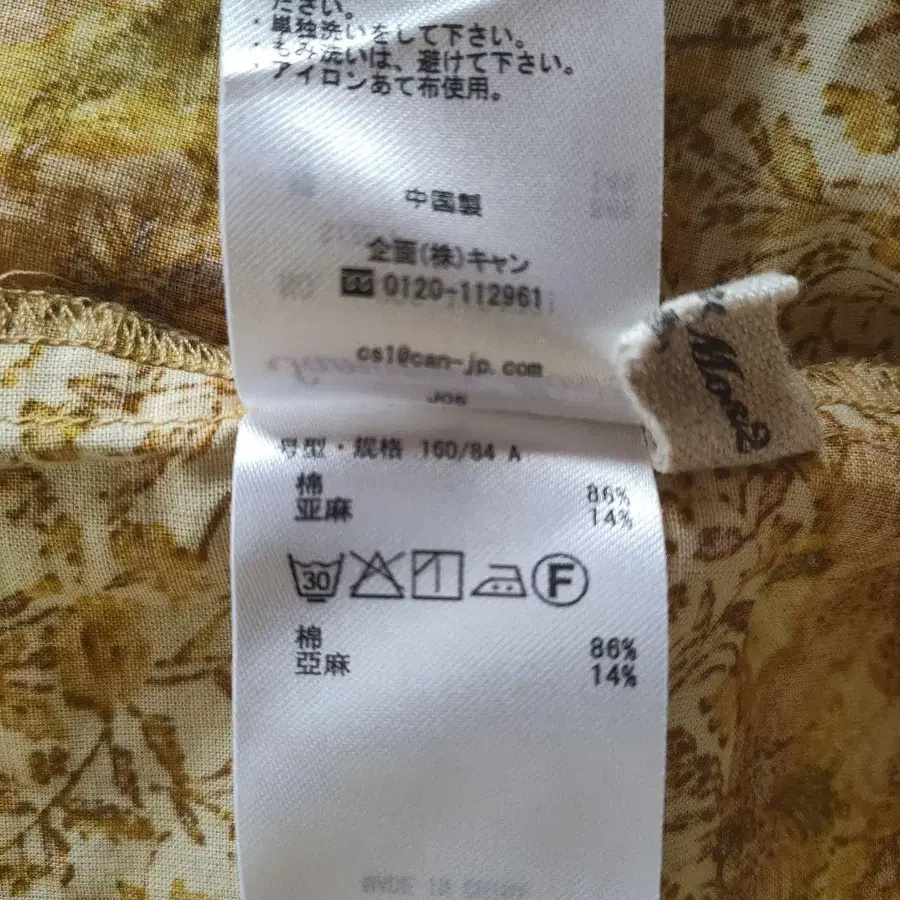 ださい。
・単独洗いをして下さい。
・もみ洗いは、避けて下さい。
・アイロンあて布使用。
中国製
企画(株)キャン
0120-112961
cs1@can-jp.com
JOB
号型・规格 160/84 A
棉 86%
亚麻 14%
30
F
棉 86%
亞麻 14%
Mos2